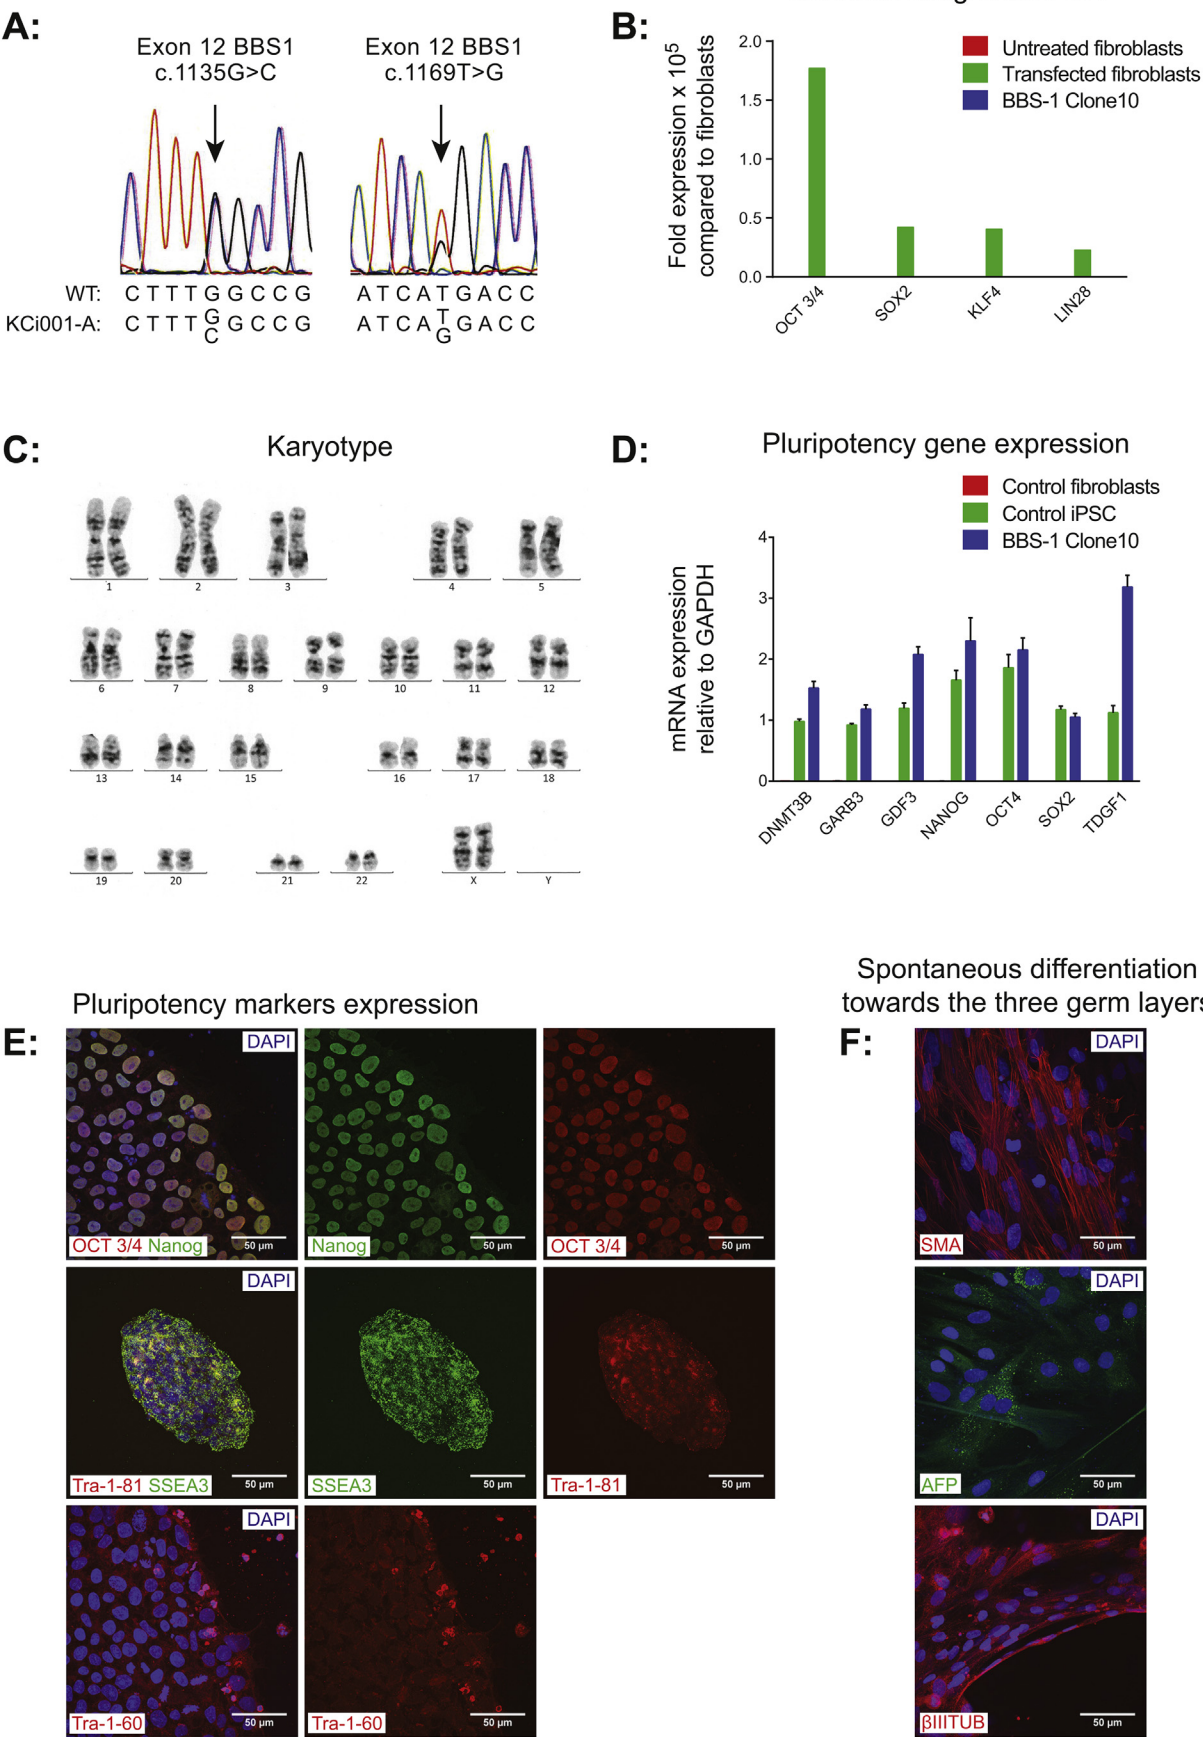 A:
Exon 12 BBS1
c.1135G>C
Exon 12 BBS1
c.1169T>G
WT: C T T T G G C C G
A T C A T G A C C
KCi001-A: C T T T G G C C G
C
A T C A T G A C C
G
B:
Fold expression x 10⁵
compared to fibroblasts
2.0
1.5
1.0
0.5
0.0
Untreated fibroblasts
Transfected fibroblasts
BBS-1 Clone10
OCT 3/4
SOX2
KLF4
LIN28
C:
Karyotype
1 2 3 4 5
6 7 8 9 10 11 12
13 14 15 16 17 18
19 20 21 22 X Y
D:
Pluripotency gene expression
Control fibroblasts
Control iPSC
BBS-1 Clone10
mRNA expression
relative to GAPDH
4
3
2
1
0
DNMT3B
GARB3
GDF3
NANOG
OCT4
SOX2
TDGF1
Pluripotency markers expression
E:
DAPI
OCT 3/4 Nanog
50 µm
Nanog
50 µm
OCT 3/4
50 µm
DAPI
Tra-1-81 SSEA3
50 µm
SSEA3
50 µm
Tra-1-81
50 µm
DAPI
Tra-1-60
50 µm
Tra-1-60
50 µm
Spontaneous differentiation
towards the three germ layers
F:
DAPI
SMA
50 µm
DAPI
AFP
50 µm
DAPI
βIIITUB
50 µm